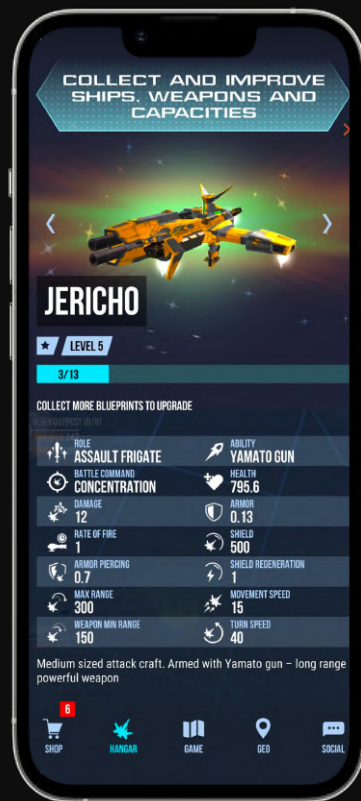 COLLECT AND IMPROVE
SHIPS, WEAPONS AND
CAPACITIES
JERICHO
LEVEL 5
3/13
COLLECT MORE BLUEPRINTS TO UPGRADE
ALIEN OUTPOST (0/6)
ROLE
ASSAULT FRIGATE
ABILITY
YAMATO GUN
BATTLE COMMAND
CONCENTRATION
HEALTH
795.6
DAMAGE
12
ARMOR
0.13
RATE OF FIRE
1
SHIELD
500
ARMOR PIERCING
0.7
SHIELD REGENERATION
1
MAX RANGE
300
MOVEMENT SPEED
15
WEAPON MIN RANGE
150
TURN SPEED
40
Medium sized attack craft. Armed with Yamato gun – long range
powerful weapon
6
SHOP
HANGAR
GAME
GEO
SOCIAL